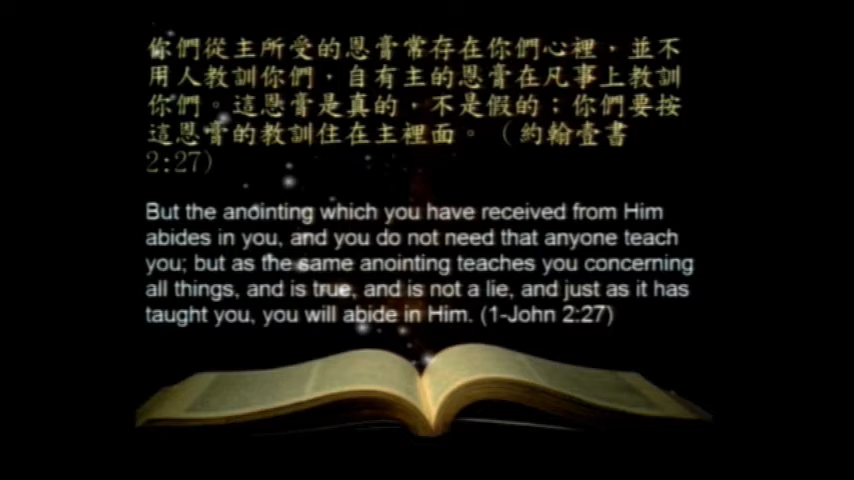 你們從主所受的恩膏常存在你們心裡，並不
用人教訓你們，自有主的恩膏在凡事上教訓
你們。這恩膏是真的，不是假的；你們要按
這恩膏的教訓住在主裡面。（約翰壹書
2:27）
But the anointing which you have received from Him
abides in you, and you do not need that anyone teach
you; but as the same anointing teaches you concerning
all things, and is true, and is not a lie, and just as it has
taught you, you will abide in Him. (1-John 2:27)